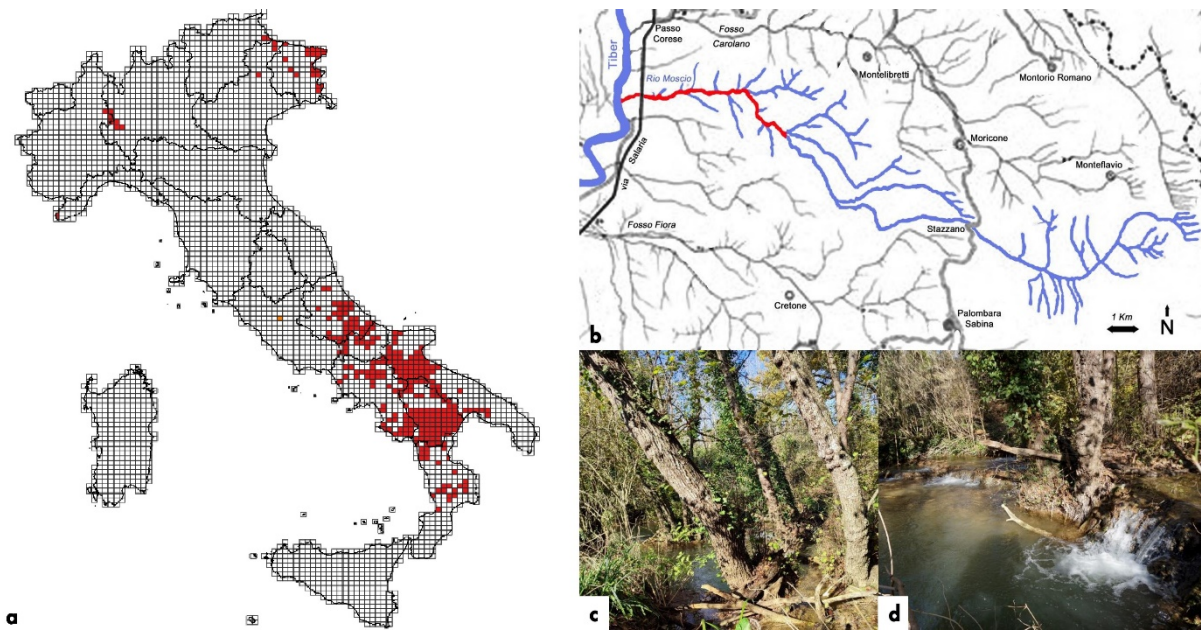 a
b
Tiber
Passo
Corese
Fosso
Carolano
Rio Moscio
Montelibretti
Montorio Romano
via Salaria
Moricone
Monteflavio
Fosso Fiora
Stazzano
Cretone
Palombara
Sabina
1 Km
N
c
d